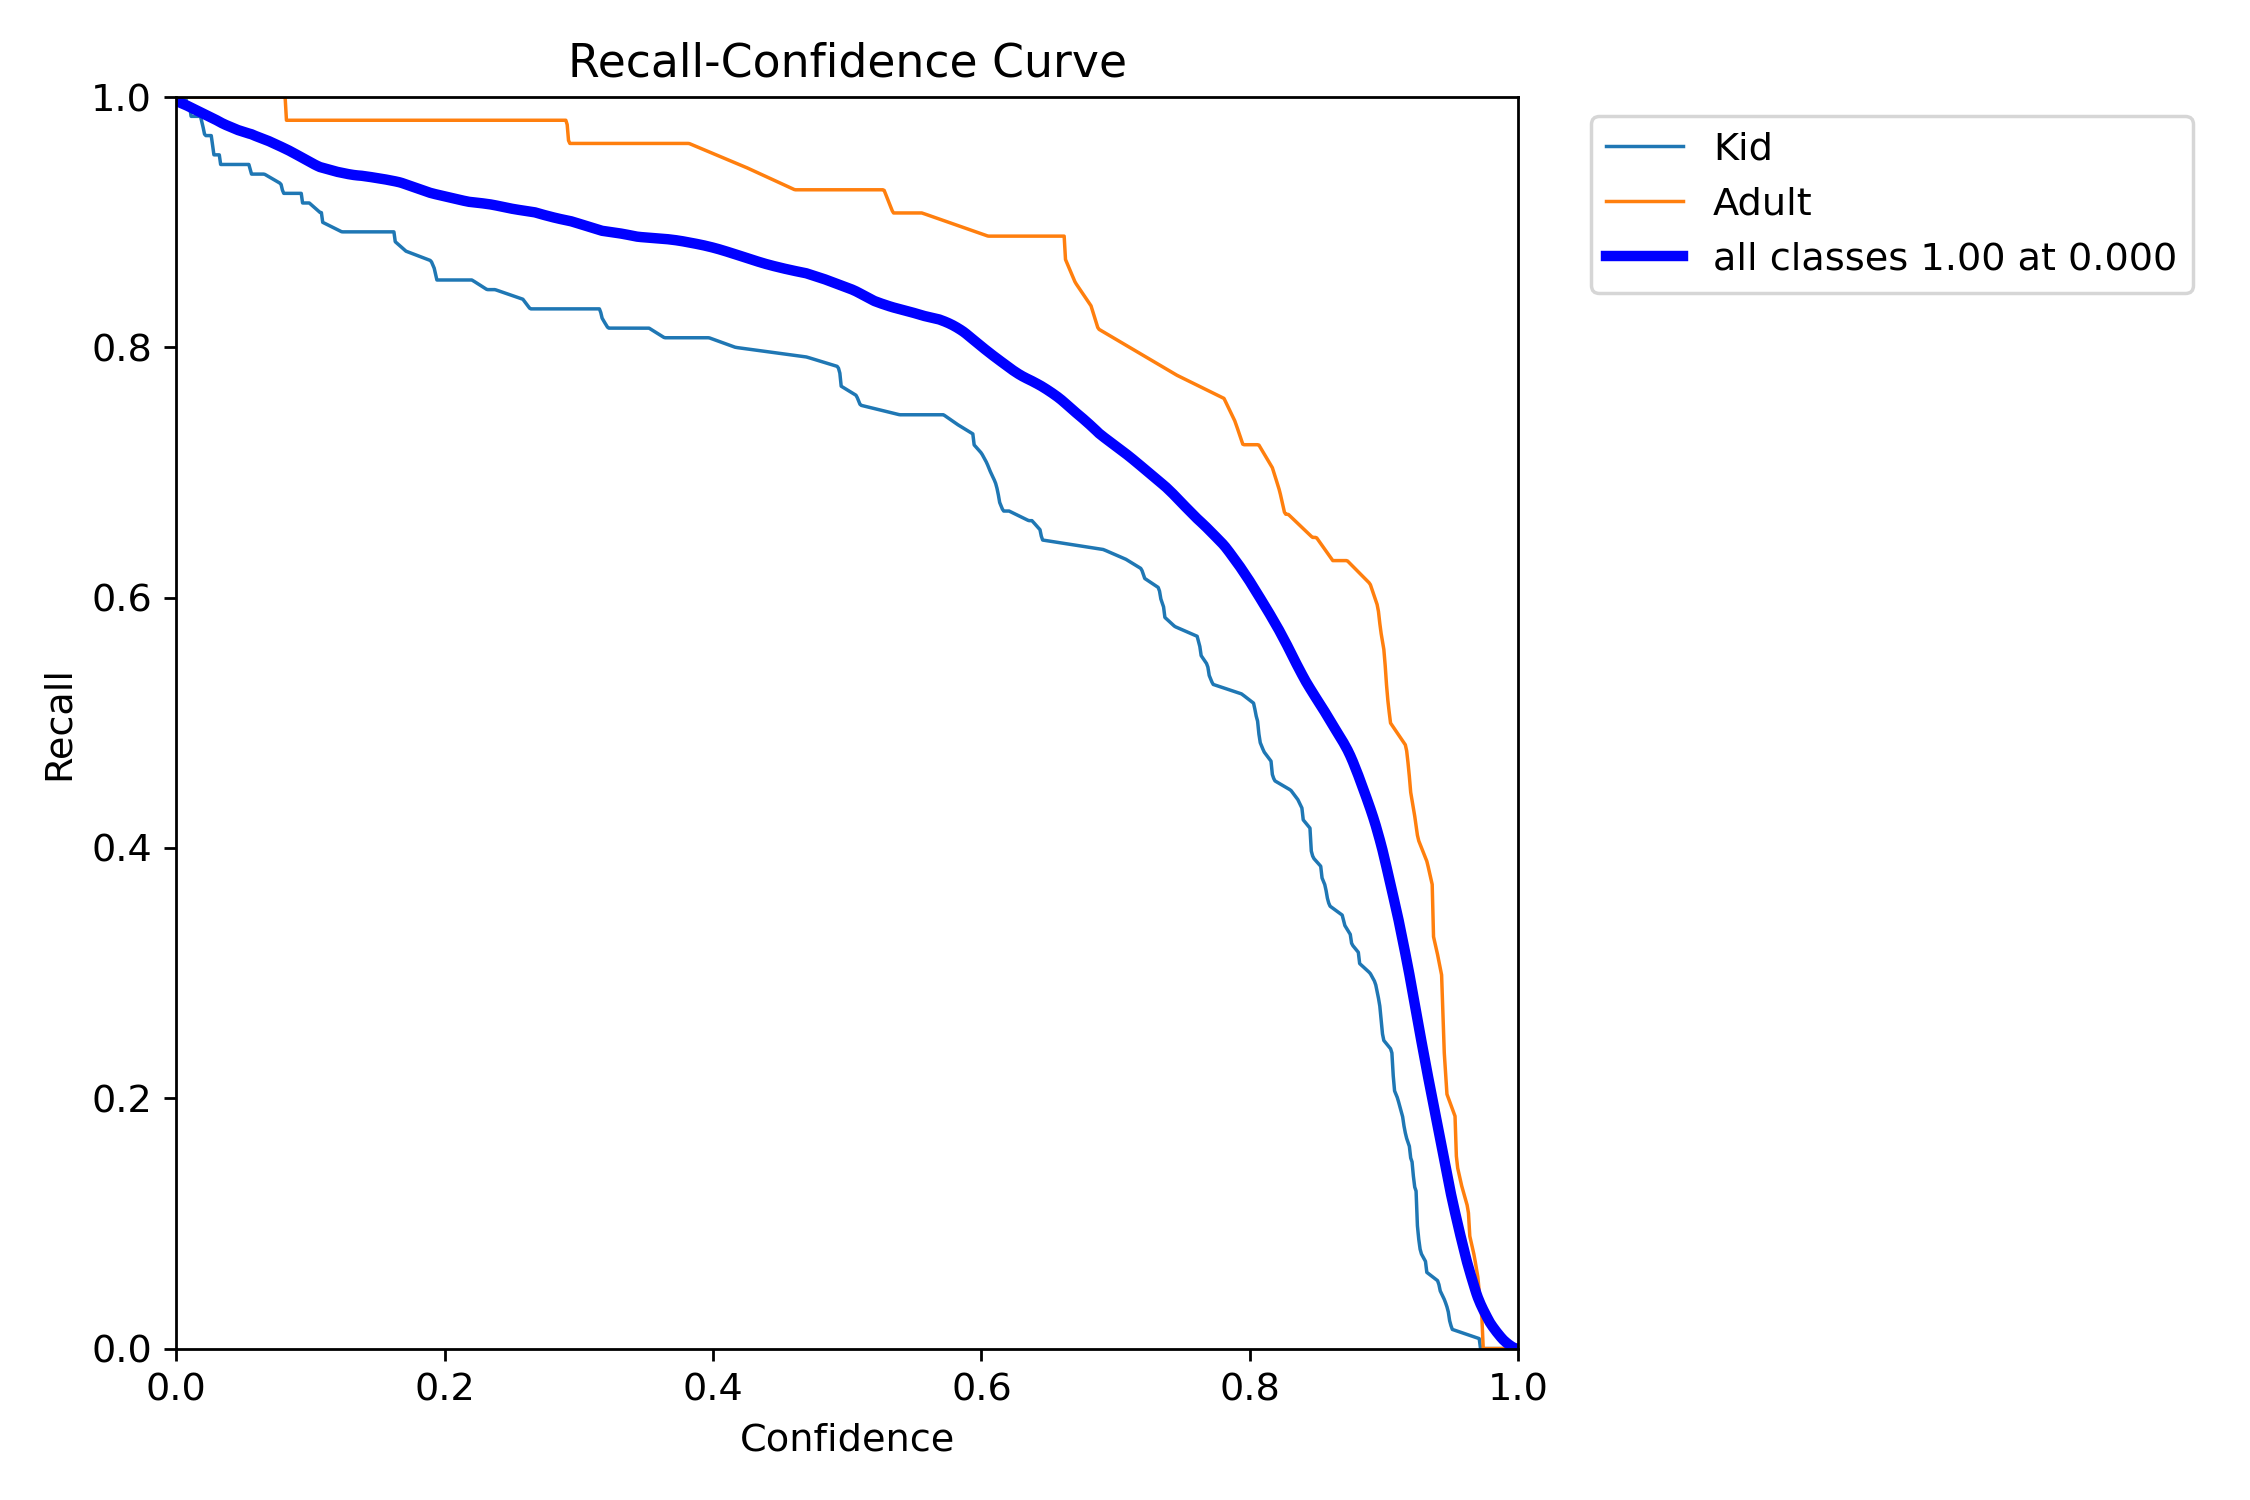 Recall-Confidence Curve
Kid
Adult
all classes 1.00 at 0.000
1.0
0.8
0.6
0.4
0.2
0.0
Recall
0.0 0.2 0.4 0.6 0.8 1.0
Confidence